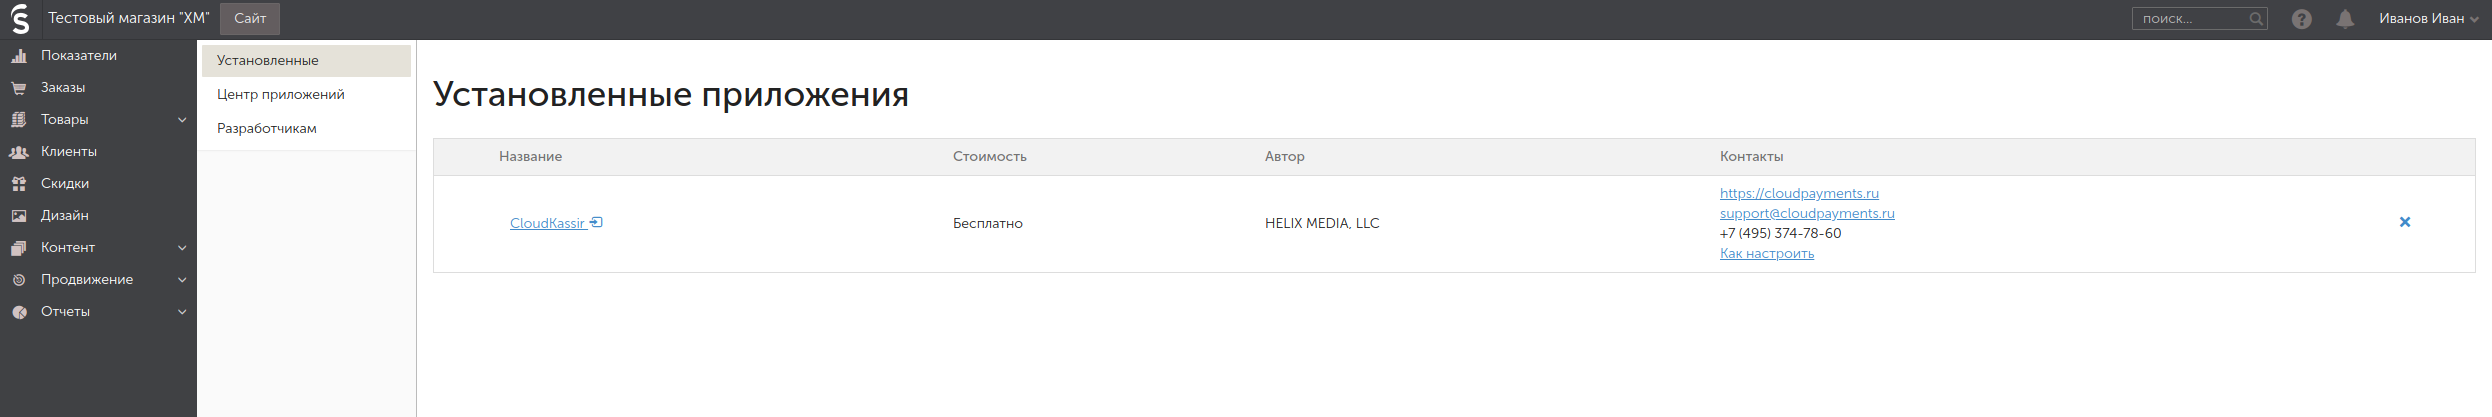 Тестовый магазин "ХМ"
Сайт
поиск...
Иванов Иван
Показатели
Заказы
Товары
Клиенты
Скидки
Дизайн
Контент
Продвижение
Отчеты
Установленные
Центр приложений
Разработчикам
Установленные приложения
Название Стоимость Автор Контакты
CloudKassir Бесплатно HELIX MEDIA, LLC
https://cloudpayments.ru
support@cloudpayments.ru
+7 (495) 374-78-60
Как настроить